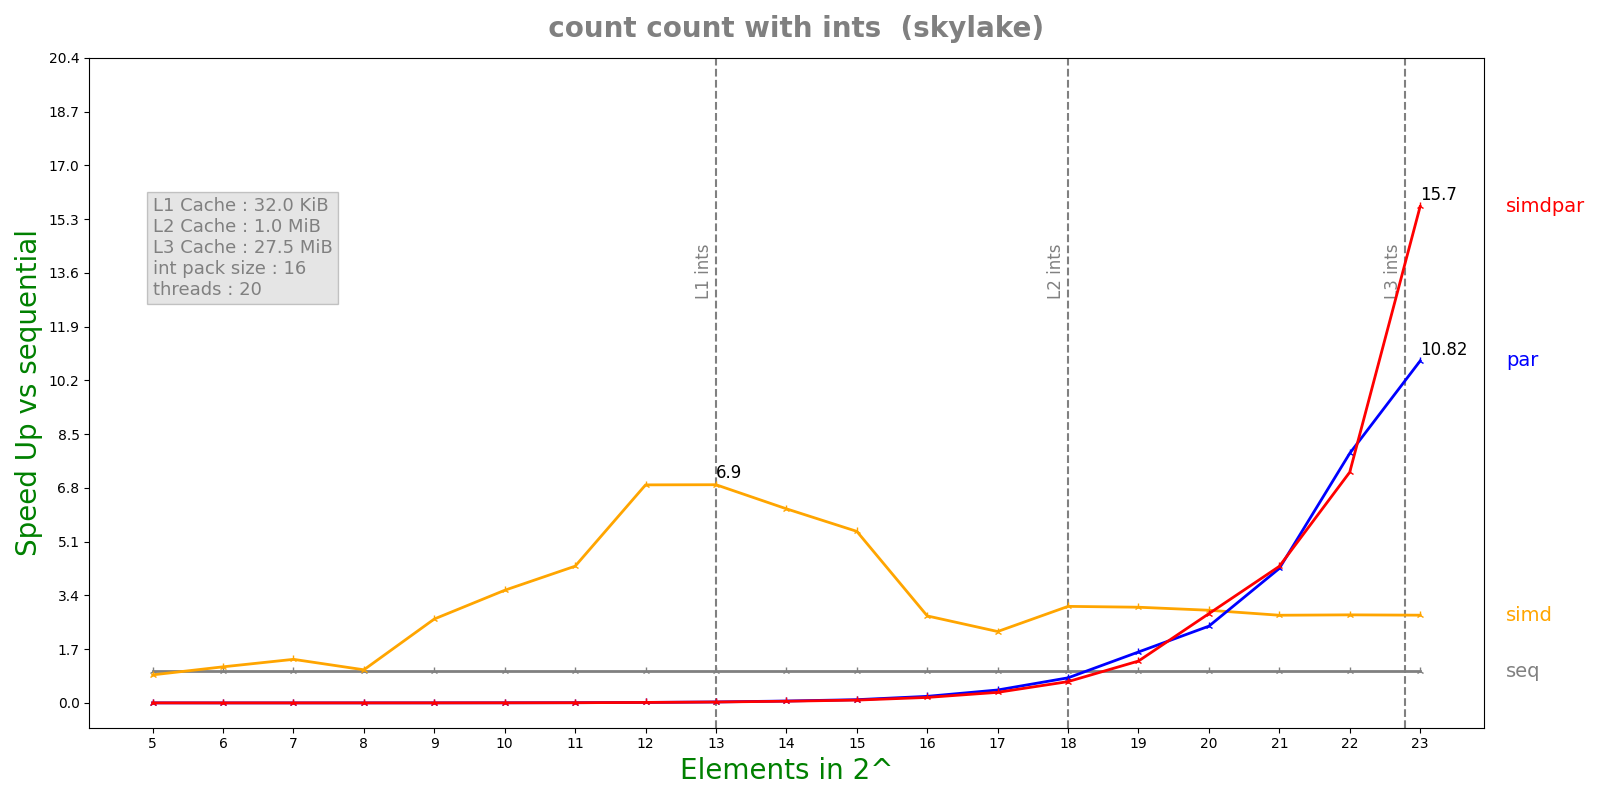 count count with ints (skylake)
Speed Up vs sequential
20.4
18.7
17.0
15.3
13.6
11.9
10.2
8.5
6.8
5.1
3.4
1.7
0.0
L1 Cache : 32.0 KiB
L2 Cache : 1.0 MiB
L3 Cache : 27.5 MiB
int pack size : 16
threads : 20
L1 ints
L2 ints
L3 ints
6.9
15.7
10.82
simdpar
par
simd
seq
5 6 7 8 9 10 11 12 13 14 15 16 17 18 19 20 21 22 23
Elements in 2^